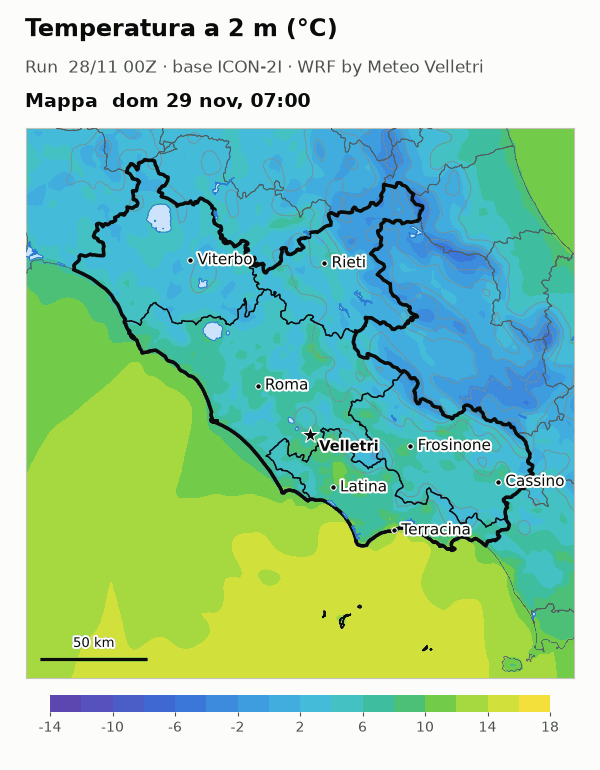 Temperatura a 2 m (°C)
Run  28/11 00Z · base ICON-2I · WRF by Meteo Velletri
Mappa  dom 29 nov, 07:00
Viterbo
Rieti
Roma
Velletri
Frosinone
Latina
Cassino
Terracina
50 km
-14 -10 -6 -2 2 6 10 14 18